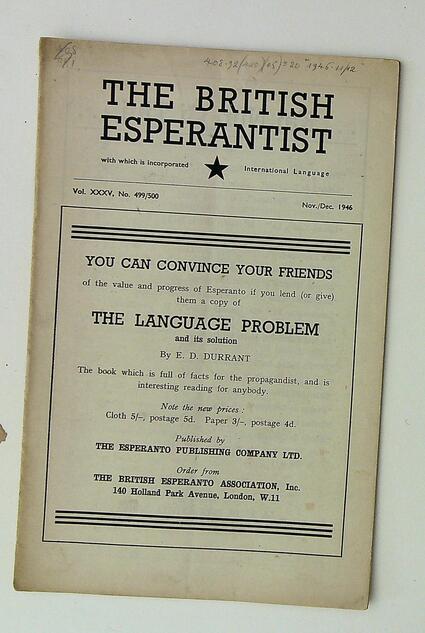 THE BRITISH
ESPERANTIST
with which is incorporated ★ International Language
Vol. XXXV, No. 499/500
Nov./Dec. 1946
YOU CAN CONVINCE YOUR FRIENDS
of the value and progress of Esperanto if you lend (or give)
them a copy of
THE LANGUAGE PROBLEM
and its solution
By E. D. DURRANT
The book which is full of facts for the propagandist, and is
interesting reading for anybody.
Note the new prices :
Cloth 5/-, postage 5d. Paper 3/-, postage 4d.
Published by
THE ESPERANTO PUBLISHING COMPANY LTD.
Order from
THE BRITISH ESPERANTO ASSOCIATION, Inc.
140 Holland Park Avenue, London, W.11